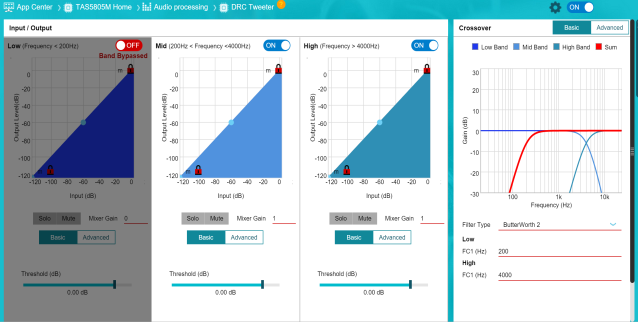 App Center > TAS5805M Home > Audio processing > DRC Tweeter
ON
Input / Output
Low (Frequency < 200Hz)
OFF
Band Bypassed
m
0
-20
-40
-60
-80
-100
-120
Output Level(dB)
m
-120 -100 -80 -60 -40 -20 0
Input (dB)
Solo Mute Mixer Gain 0
Basic Advanced
Threshold (dB)
0.00 dB
Mid (200Hz < Frequency <4000Hz)
ON
m
0
-20
-40
-60
-80
-100
-120
Output Level(dB)
m
-120 -100 -80 -60 -40 -20 0
Input (dB)
Solo Mute Mixer Gain 1
Basic Advanced
Threshold (dB)
0.00 dB
High (Frequency > 4000Hz)
ON
m
0
-20
-40
-60
-80
-100
-120
Output Level(dB)
m
-120 -100 -80 -60 -40 -20 0
Input (dB)
Solo Mute Mixer Gain 1
Basic Advanced
Threshold (dB)
0.00 dB
Crossover
Basic Advanced
Low Band Mid Band High Band Sum
30
20
10
0
-10
-20
-30
Gain (dB)
100 1k 10k
Frequency (Hz)
Filter Type ButterWorth 2
Low
FC1 (Hz) 200
High
FC1 (Hz) 4000